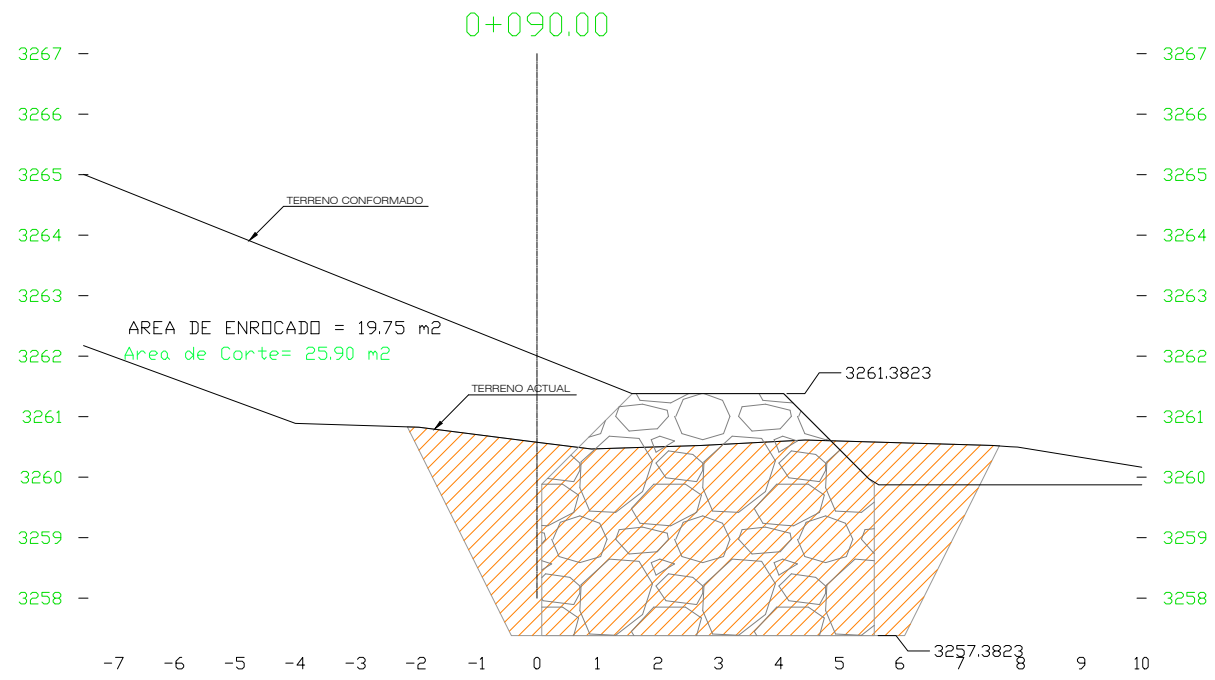 0+090.00
3267 3267
3266 3266
3265 3265
TERRENO CONFORMADO
3264 3264
3263 3263
AREA DE ENROCADO = 19.75 m2
3262 3262
Area de Corte= 25.90 m2
3261.3823
TERRENO ACTUAL
3261 3261
3260 3260
3259 3259
3258 3258
3257.3823
-7 -6 -5 -4 -3 -2 -1 0 1 2 3 4 5 6 7 8 9 10